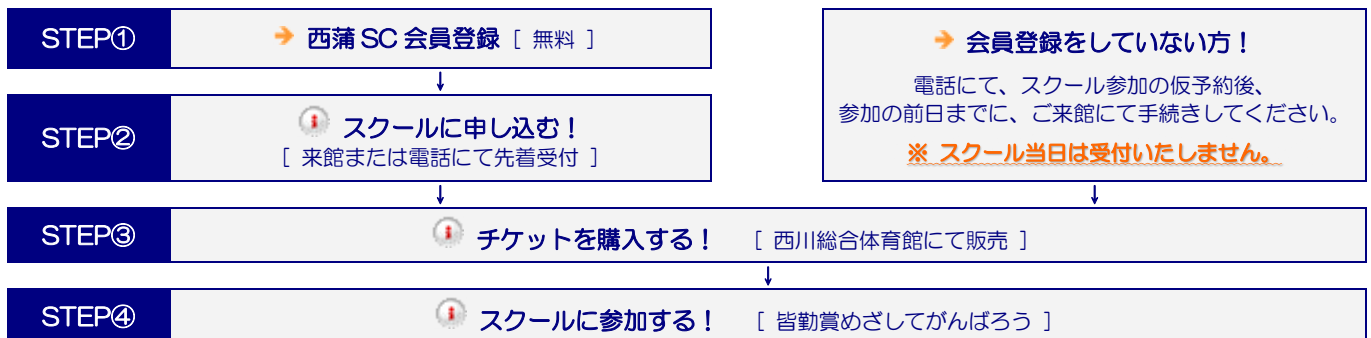 STEP①
西蒲 SC 会員登録 [ 無料 ]
↓
STEP②
スクールに申し込む！
[ 来館または電話にて先着受付 ]
↓
会員登録をしていない方！
電話にて、スクール参加の仮予約後、
参加の前日までに、ご来館にて手続きしてください。
※ スクール当日は受付いたしません。
↓
STEP③
チケットを購入する！ [ 西川総合体育館にて販売 ]
↓
STEP④
スクールに参加する！ [ 皆勤賞めざしてがんばろう ]